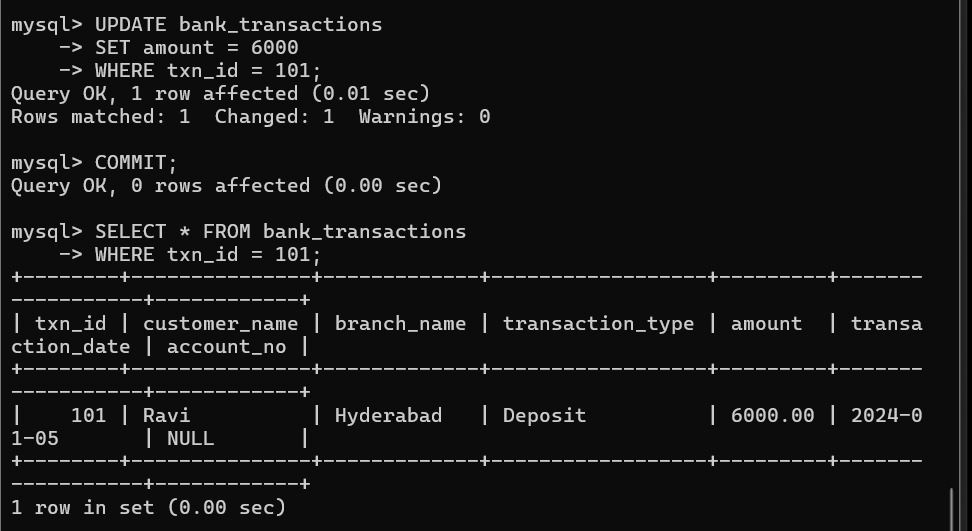 mysql> UPDATE bank_transactions
    -> SET amount = 6000
    -> WHERE txn_id = 101;
Query OK, 1 row affected (0.01 sec)
Rows matched: 1  Changed: 1  Warnings: 0

mysql> COMMIT;
Query OK, 0 rows affected (0.00 sec)

mysql> SELECT * FROM bank_transactions
    -> WHERE txn_id = 101;
+--------+---------------+-------------+------------------+---------+-------
-----------+------------+
| txn_id | customer_name | branch_name | transaction_type | amount  | transa
ction_date | account_no |
+--------+---------------+-------------+------------------+---------+-------
-----------+------------+
|    101 | Ravi          | Hyderabad   | Deposit          | 6000.00 | 2024-0
1-05       | NULL       |
+--------+---------------+-------------+------------------+---------+-------
-----------+------------+
1 row in set (0.00 sec)